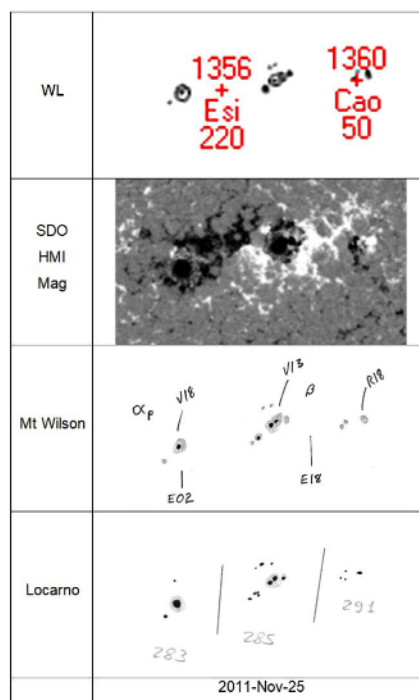 WL
1356
+
Esi
220
1360
+
Cao
50
SDO
HMI
Mag
Mt Wilson
αp
V18
E02
V13
β
E18
R18
Locarno
283
285
291
2011-Nov-25